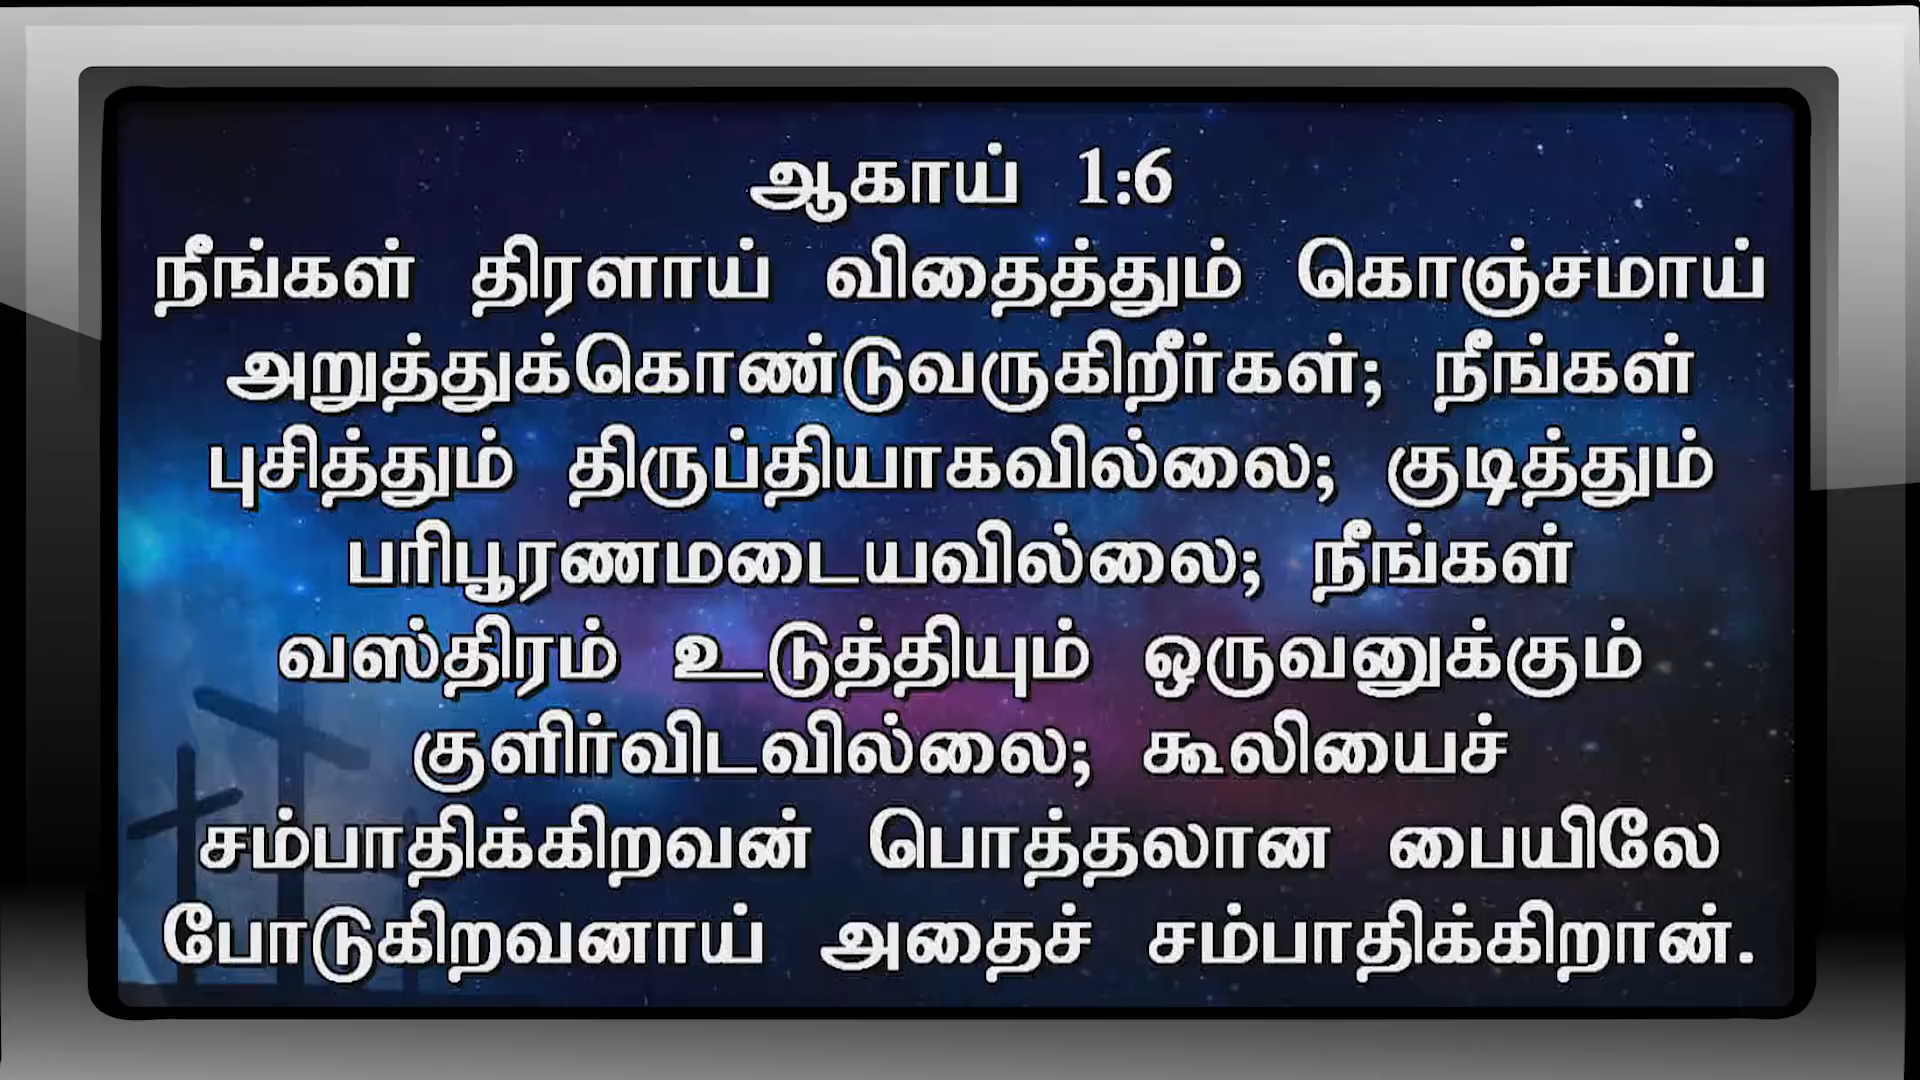 ஆகாய் 1:6
நீங்கள் திரளாய் விதைத்தும் கொஞ்சமாய்
அறுத்துக்கொண்டுவருகிறீர்கள்; நீங்கள்
புசித்தும் திருப்தியாகவில்லை; குடித்தும்
பரிபூரணமடையவில்லை; நீங்கள்
வஸ்திரம் உடுத்தியும் ஒருவனுக்கும்
குளிர்விடவில்லை; கூலியைச்
சம்பாதிக்கிறவன் பொத்தலான பையிலே
போடுகிறவனாய் அதைச் சம்பாதிக்கிறான்.